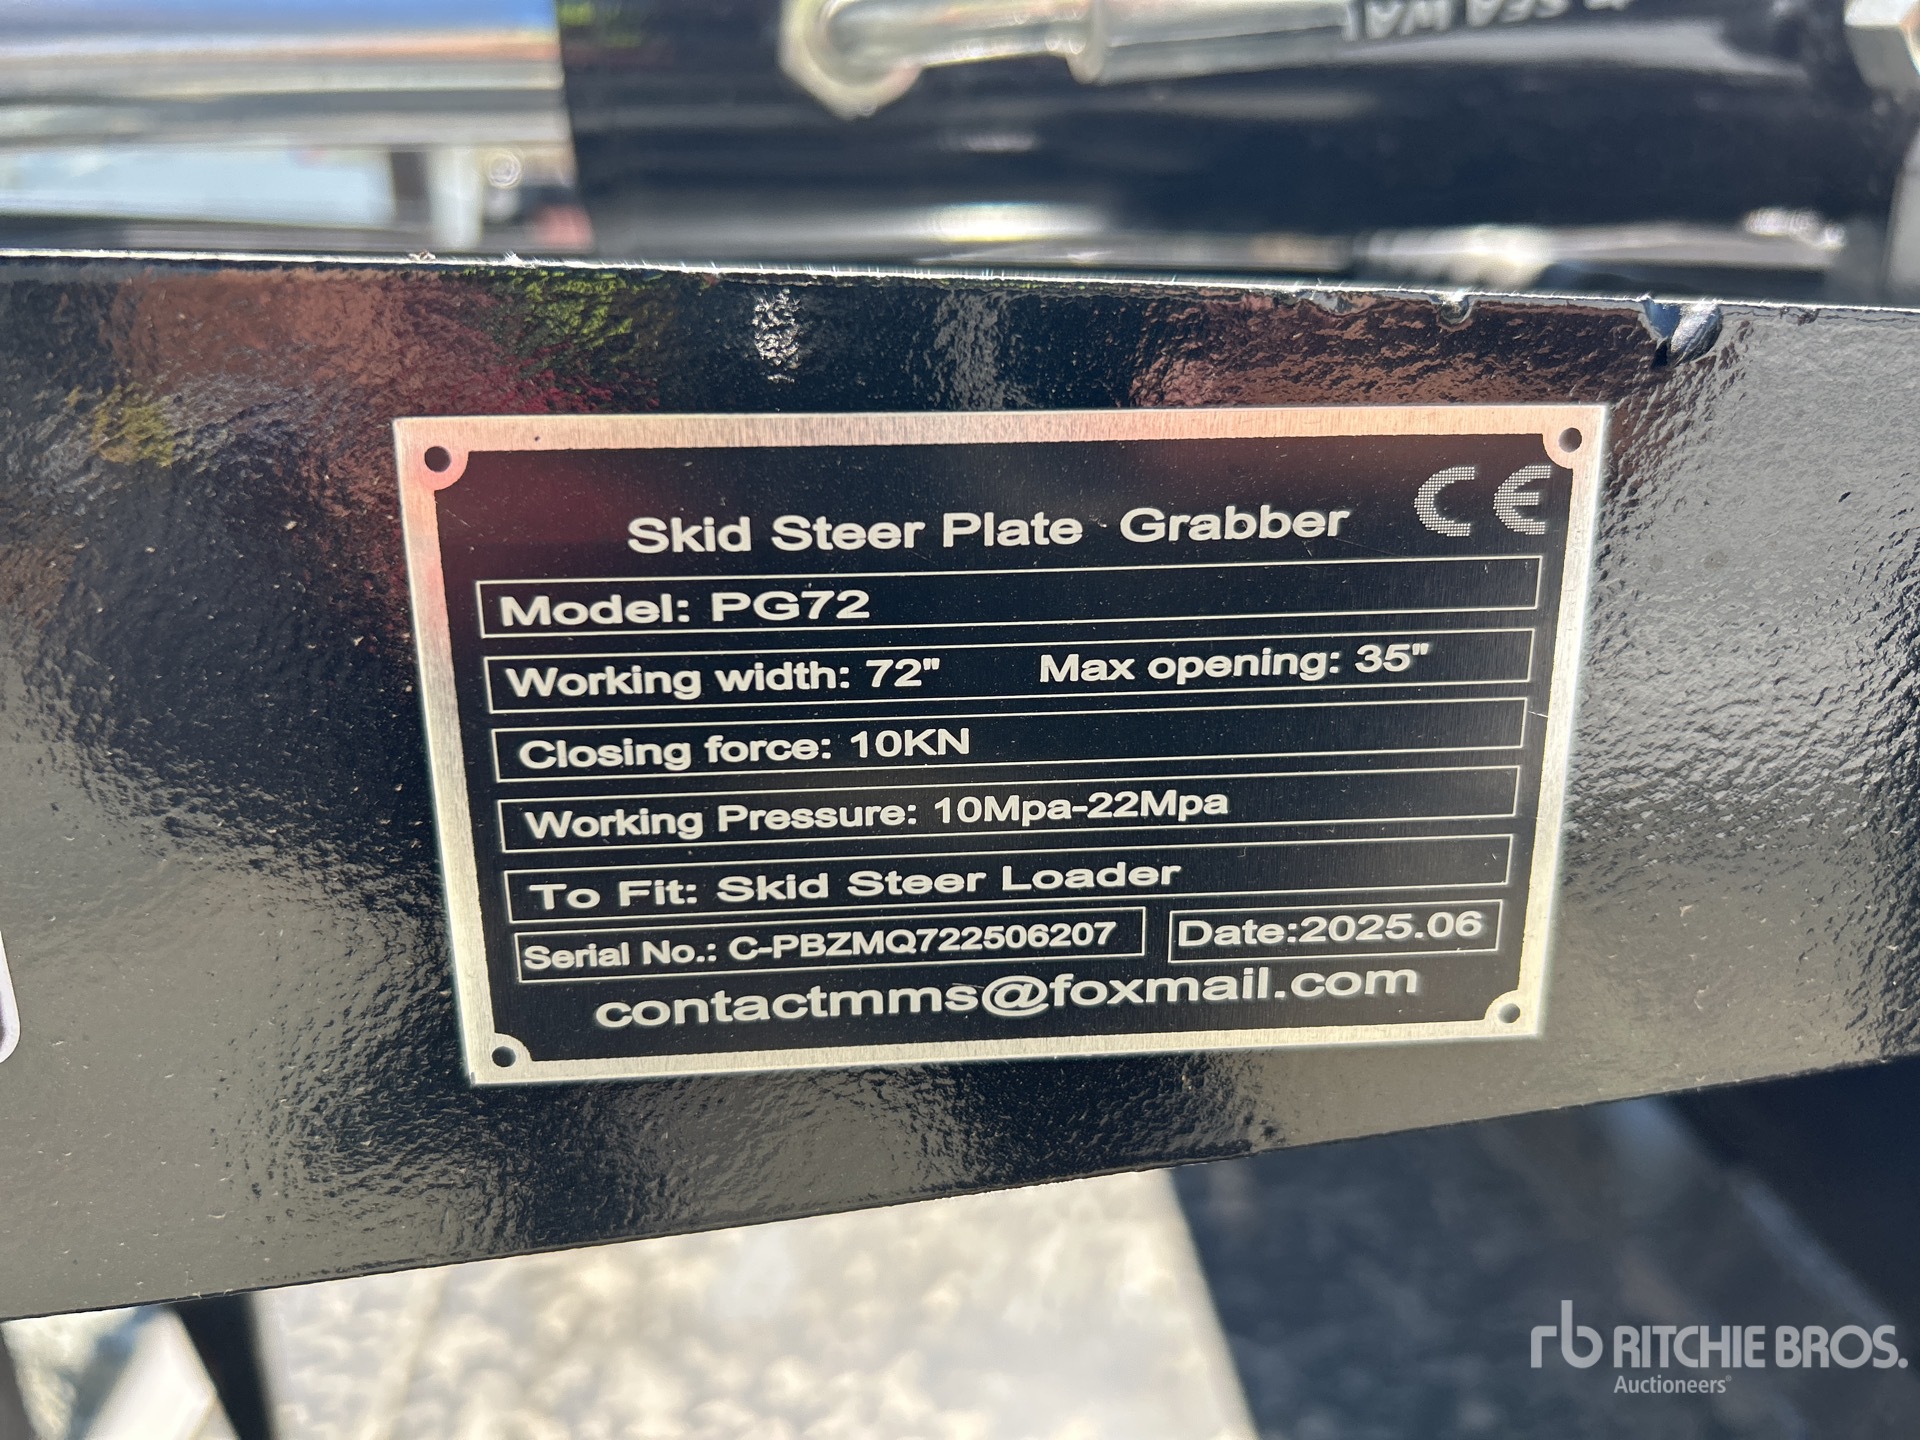 Skid Steer Plate Grabber CE
Model: PG72
Working width: 72" Max opening: 35"
Closing force: 10KN
Working Pressure: 10Mpa-22Mpa
To Fit: Skid Steer Loader
Serial No.: C-PBZMQ722506207 Date:2025.06
contactmms@foxmail.com
rb RITCHIE BROS.
Auctioneers